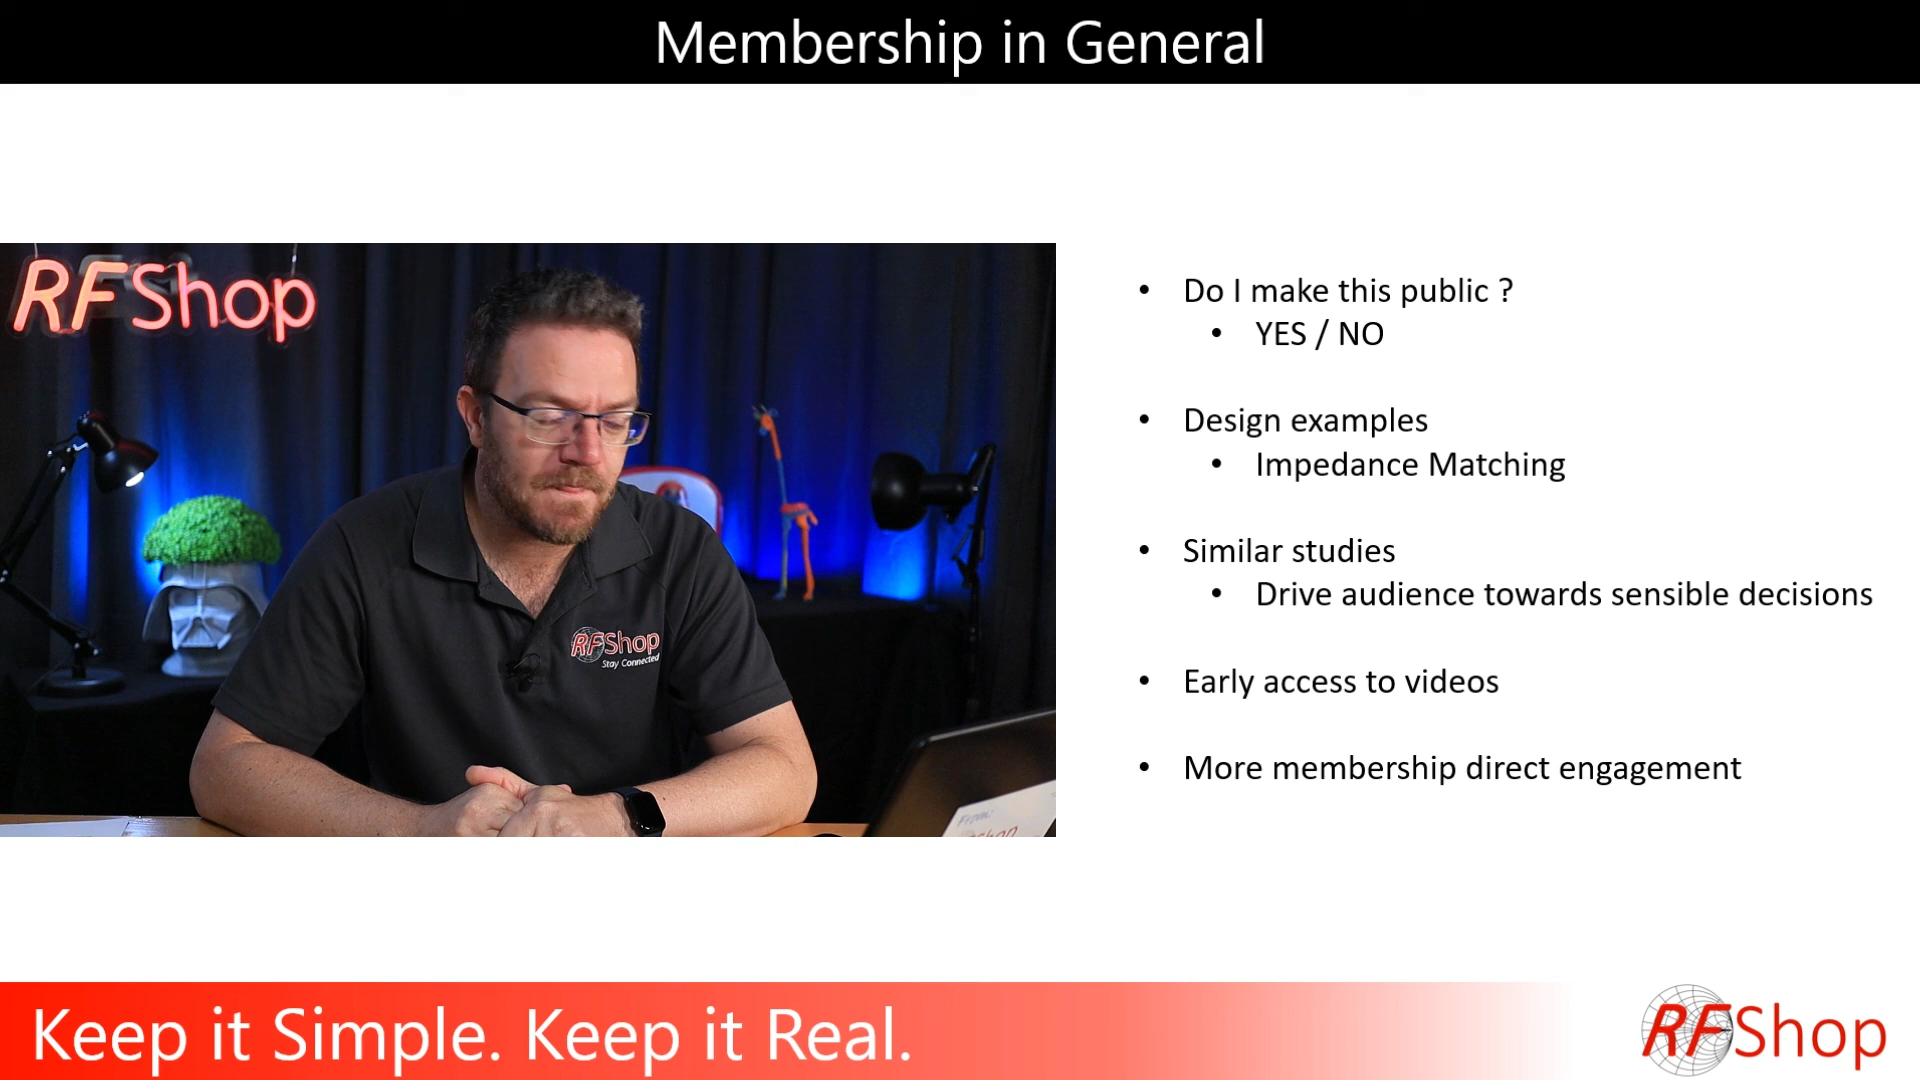 Membership in General
RFShop
RFShop
Stay Connected
From:
• Do I make this public ?
• YES / NO
• Design examples
• Impedance Matching
• Similar studies
• Drive audience towards sensible decisions
• Early access to videos
• More membership direct engagement
Keep it Simple. Keep it Real.
RFShop